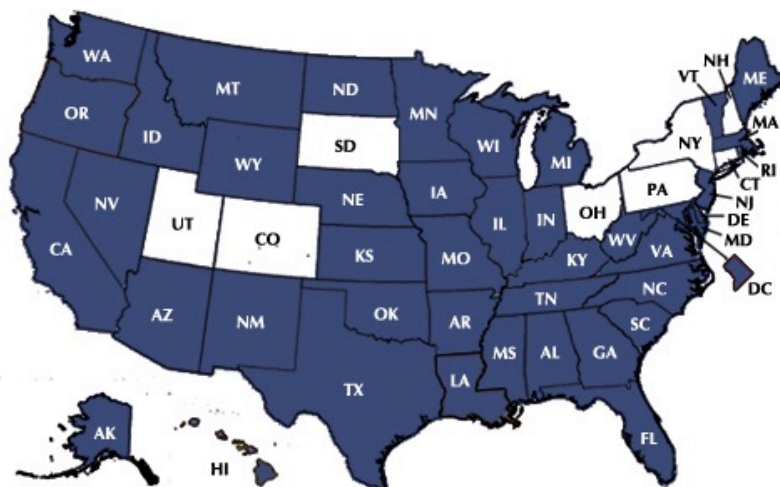 WA
MT
ND
MN
VT
NH
ME
OR
ID
SD
WI
MI
NY
MA
WY
RI
CT
NV
UT
NE
IA
PA
NJ
CA
CO
IL
IN
OH
DE
WV
MD
KS
MO
KY
VA
DC
AZ
NM
OK
AR
TN
NC
SC
MS
AL
GA
TX
LA
AK
HI
FL